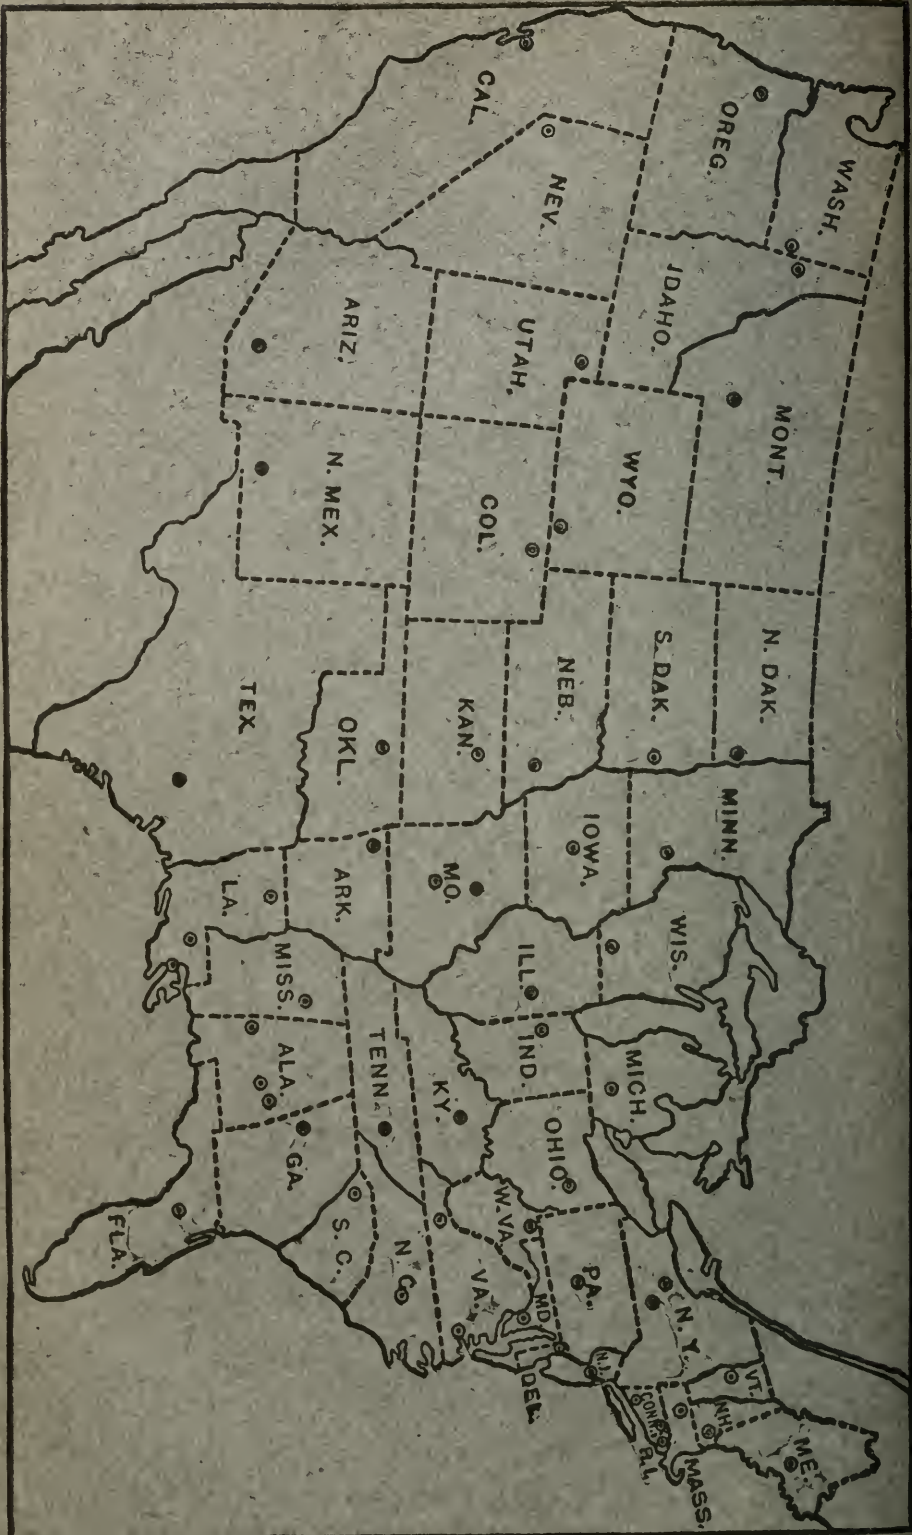 WASH.
OREG.
CAL.
NEV.
IDAHO.
MONT.
WYO.
UTAH.
ARIZ.
COL.
N. MEX.
N. DAK.
S. DAK.
NEB.
KAN.
OKL.
TEX.
MINN.
IOWA.
MO.
ARK.
LA.
WIS.
ILL.
MICH.
IND.
OHIO.
KY.
TENN.
MISS.
ALA.
GA.
FLA.
S. C.
N. C.
VA.
W. VA.
MD.
DEL.
PA.
N. J.
N. Y.
CONN.
R. I.
MASS.
VT.
N.H.
ME.